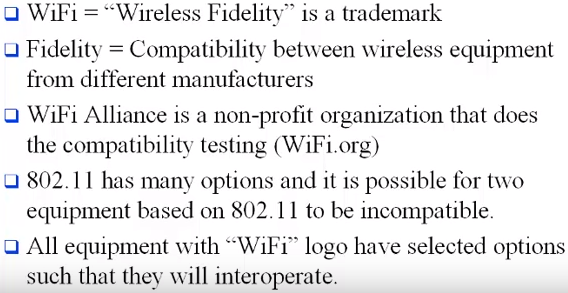 WiFi = “Wireless Fidelity” is a trademark
Fidelity = Compatibility between wireless equipment
from different manufacturers
WiFi Alliance is a non-profit organization that does
the compatibility testing (WiFi.org)
802.11 has many options and it is possible for two
equipment based on 802.11 to be incompatible.
All equipment with “WiFi” logo have selected options
such that they will interoperate.